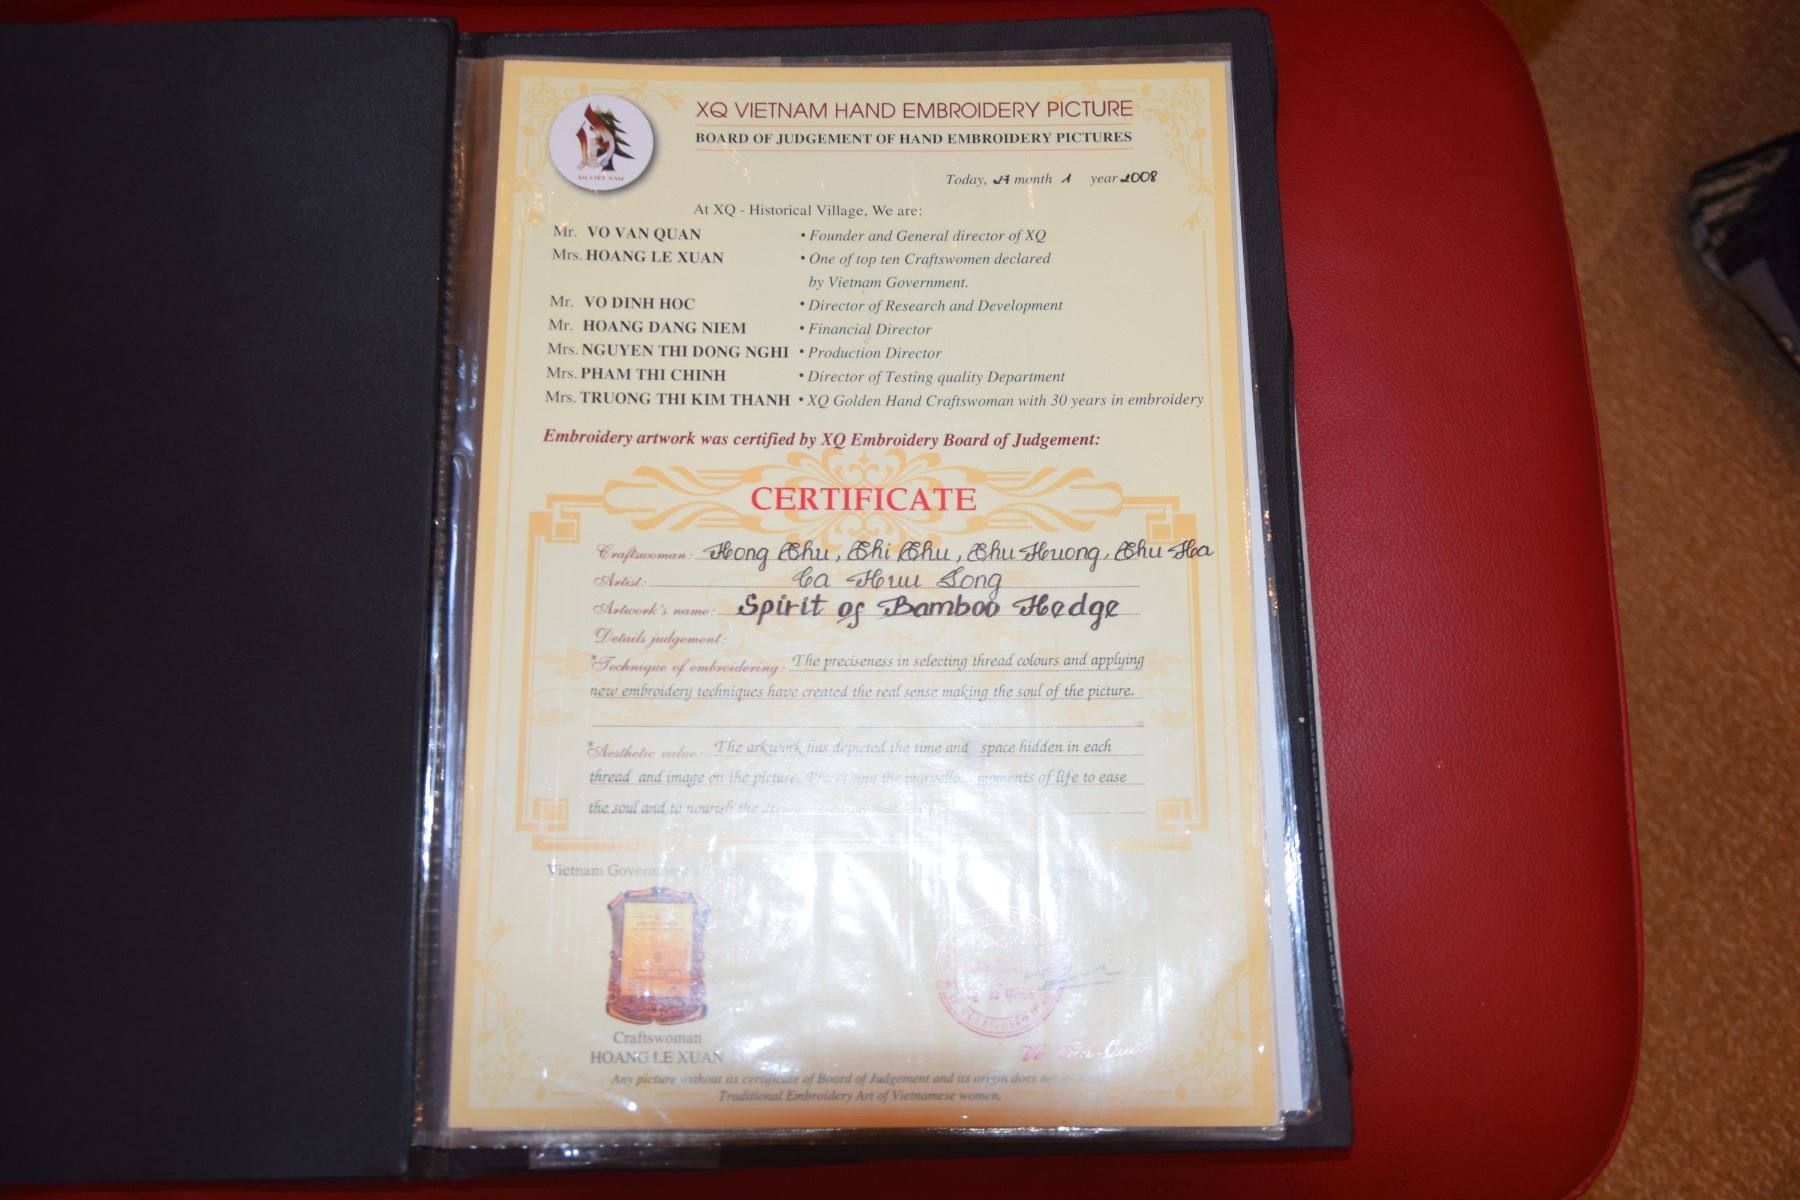 XQ VIỆT NAM
XQ VIETNAM HAND EMBROIDERY PICTURE
BOARD OF JUDGEMENT OF HAND EMBROIDERY PICTURES
Today, 27 month 1 year 2008
At XQ - Historical Village, We are:
Mr. VO VAN QUAN • Founder and General director of XQ
Mrs. HOANG LE XUAN • One of top ten Craftswomen declared
by Vietnam Government.
Mr. VO DINH HOC • Director of Research and Development
Mr. HOANG DANG NIEM • Financial Director
Mrs. NGUYEN THI DONG NGHI • Production Director
Mrs. PHAM THI CHINH • Director of Testing quality Department
Mrs. TRUONG THI KIM THANH • XQ Golden Hand Craftswoman with 30 years in embroidery
Embroidery artwork was certified by XQ Embroidery Board of Judgement:
CERTIFICATE
Craftswoman: Hong Thu, Thi Thu, Thu Huong, Thu Ha
Artist: Huu Long
Artwork's name: Spirit of Bamboo Hedge
Details judgement:
*Technique of embroidering: The preciseness in selecting thread colours and applying
new embroidery techniques have created the real sense making the soul of the picture.
*Aesthetic value: The arkwork has depicted the time and space hidden in each
thread and image on the picture. the marvellous moments of life to ease
the soul and to nourish the
Vietnam Government's
Craftswoman
HOANG LE XUAN
Any picture without its certificate of Board of Judgement and its origin does not
Traditional Embroidery Art of Vietnamese women.